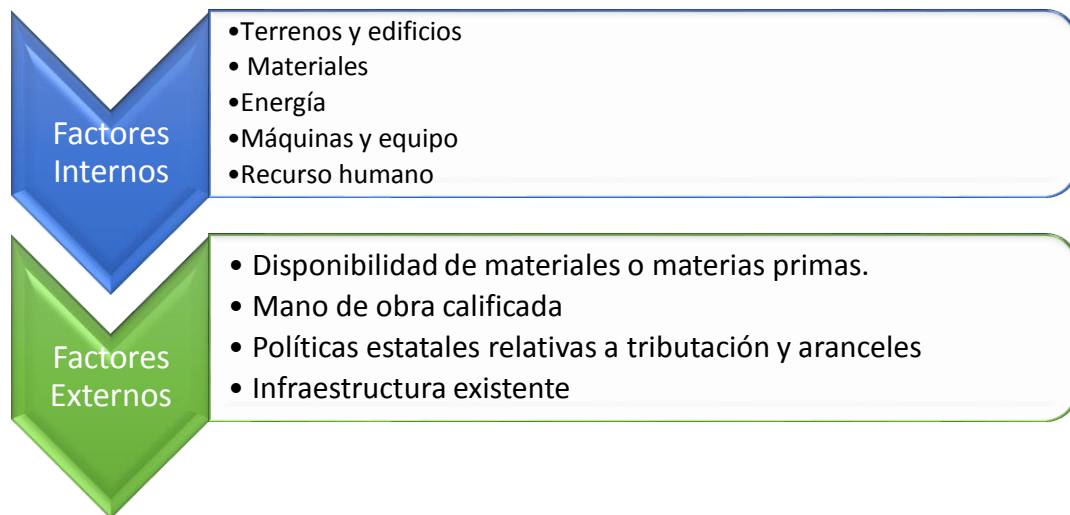 Factores
Internos
•Terrenos y edificios
• Materiales
•Energía
•Máquinas y equipo
•Recurso humano
Factores
Externos
• Disponibilidad de materiales o materias primas.
• Mano de obra calificada
• Políticas estatales relativas a tributación y aranceles
• Infraestructura existente